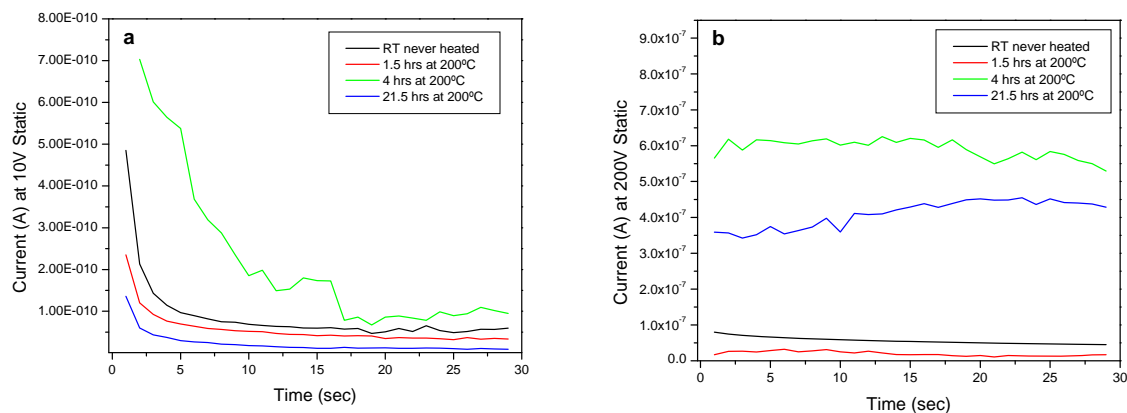 a
8.00E-010
7.00E-010
6.00E-010
5.00E-010
4.00E-010
3.00E-010
2.00E-010
1.00E-010
Current (A) at 10V Static
RT never heated
1.5 hrs at 200ºC
4 hrs at 200ºC
21.5 hrs at 200ºC
0 5 10 15 20 25 30
Time (sec)
b
9.0x10-7
8.0x10-7
7.0x10-7
6.0x10-7
5.0x10-7
4.0x10-7
3.0x10-7
2.0x10-7
1.0x10-7
0.0
Current (A) at 200V Static
RT never heated
1.5 hrs at 200ºC
4 hrs at 200ºC
21.5 hrs at 200ºC
0 5 10 15 20 25 30
Time (sec)